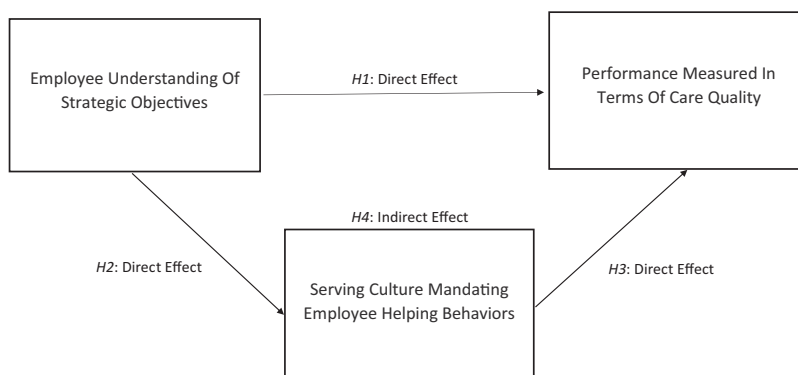 Employee Understanding Of
Strategic Objectives
H1: Direct Effect
Performance Measured In
Terms Of Care Quality
H4: Indirect Effect
H2: Direct Effect
H3: Direct Effect
Serving Culture Mandating
Employee Helping Behaviors